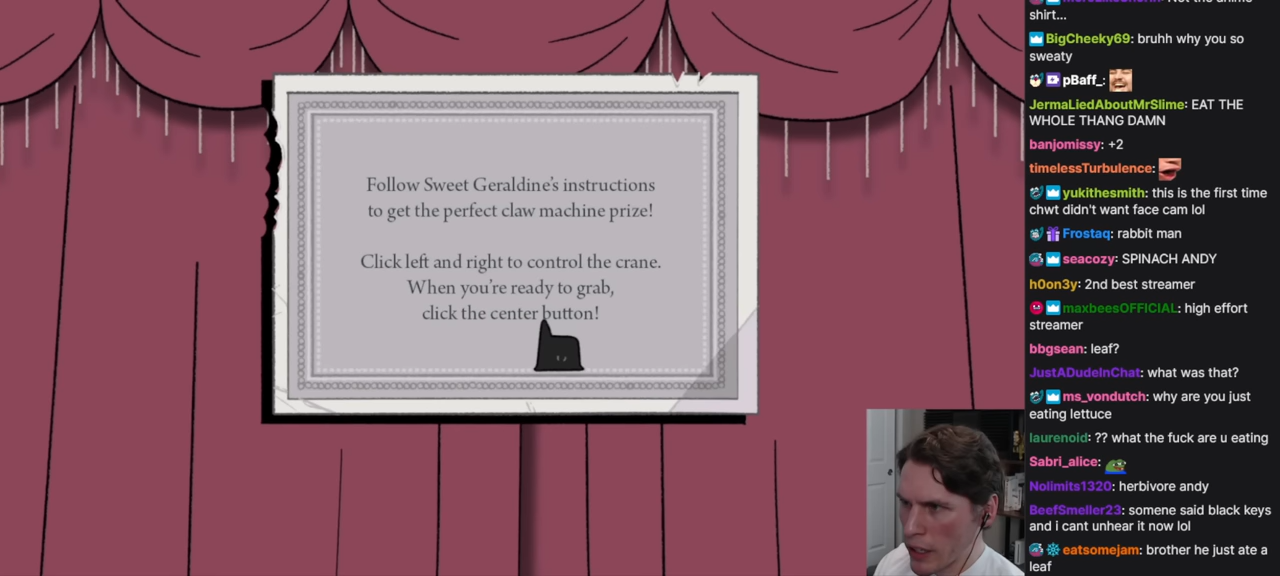 Follow Sweet Geraldine's instructions
to get the perfect claw machine prize!
Click left and right to control the crane.
When you're ready to grab,
click the center button!
shirt...
BigCheeky69: bruhh why you so
sweaty
pBaff_:
JermaLiedAboutMrSlime: EAT THE
WHOLE THANG DAMN
banjomissy: +2
timelessTurbulence:
yukithesmith: this is the first time
chwt didn't want face cam lol
Frostaq: rabbit man
seacozy: SPINACH ANDY
h0on3y: 2nd best streamer
maxbeesOFFICIAL: high effort
streamer
bbgsean: leaf?
JustADudeInChat: what was that?
ms_vondutch: why are you just
eating lettuce
laurenoid: ?? what the fuck are u eating
Sabri_alice:
Nolimits1320: herbivore andy
BeefSmeller23: somene said black keys
and i cant unhear it now lol
eatsomejam: brother he just ate a
leaf